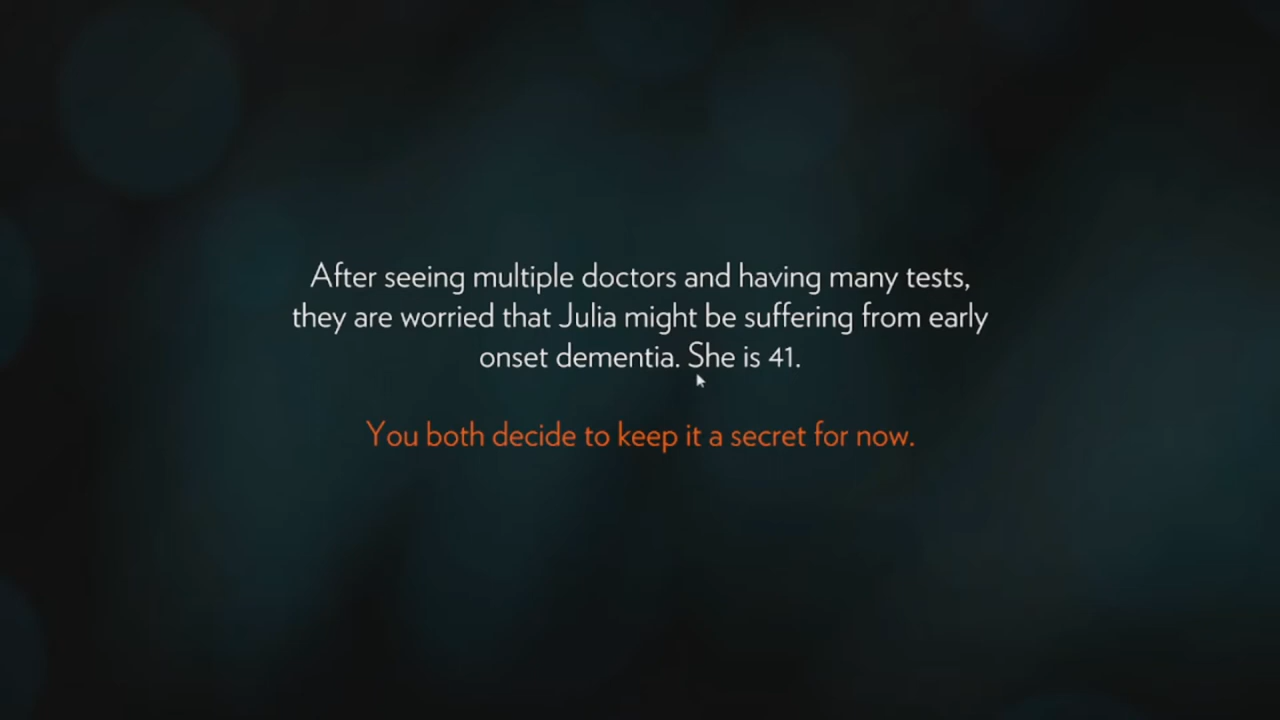 After seeing multiple doctors and having many tests,
they are worried that Julia might be suffering from early
onset dementia. She is 41.
You both decide to keep it a secret for now.